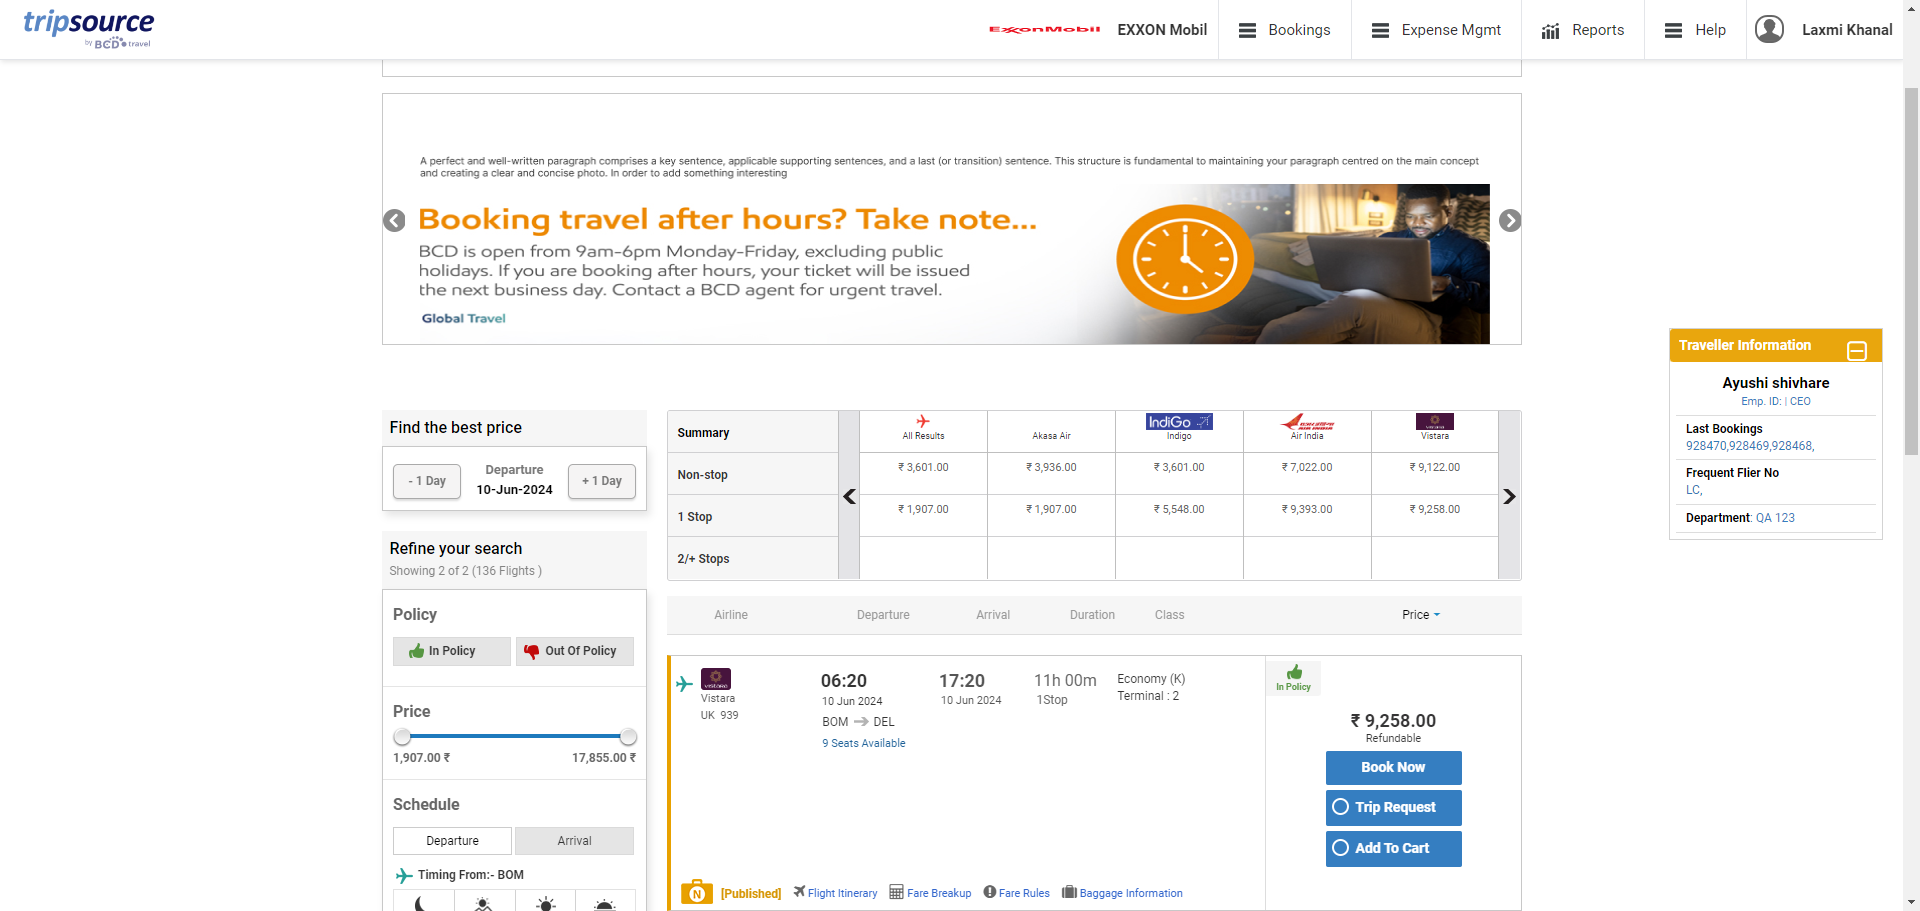 tripsource
by BCD travel
ExxonMobil
EXXON Mobil
Bookings
Expense Mgmt
Reports
Help
Laxmi Khanal
A perfect and well-written paragraph comprises a key sentence, applicable supporting sentences, and a last (or transition) sentence. This structure is fundamental to maintaining your paragraph centred on the main concept
and creating a clear and concise photo. In order to add something interesting
Booking travel after hours? Take note...
BCD is open from 9am-6pm Monday-Friday, excluding public
holidays. If you are booking after hours, your ticket will be issued
the next business day. Contact a BCD agent for urgent travel.
Global Travel
Traveller Information
Ayushi shivhare
Emp. ID: | CEO
Last Bookings
928470,928469,928468,
Frequent Flier No
LC,
Department: QA 123
Find the best price
- 1 Day
Departure
10-Jun-2024
+ 1 Day
Refine your search
Showing 2 of 2 (136 Flights )
Policy
In Policy
Out Of Policy
Price
1,907.00 ₹
17,855.00 ₹
Schedule
Departure
Arrival
Timing From:- BOM
Summary
All Results
Akasa Air
IndiGo
Indigo
AIR INDIA
Air India
vistara
Vistara
Non-stop
₹ 3,601.00
₹ 3,936.00
₹ 3,601.00
₹ 7,022.00
₹ 9,122.00
1 Stop
₹ 1,907.00
₹ 1,907.00
₹ 5,548.00
₹ 9,393.00
₹ 9,258.00
2/+ Stops
Airline
Departure
Arrival
Duration
Class
Price
vistara
Vistara
UK 939
06:20
10 Jun 2024
BOM DEL
9 Seats Available
17:20
10 Jun 2024
11h 00m
1Stop
Economy (K)
Terminal : 2
In Policy
₹ 9,258.00
Refundable
Book Now
Trip Request
Add To Cart
N
[Published]
Flight Itinerary
Fare Breakup
Fare Rules
Baggage Information